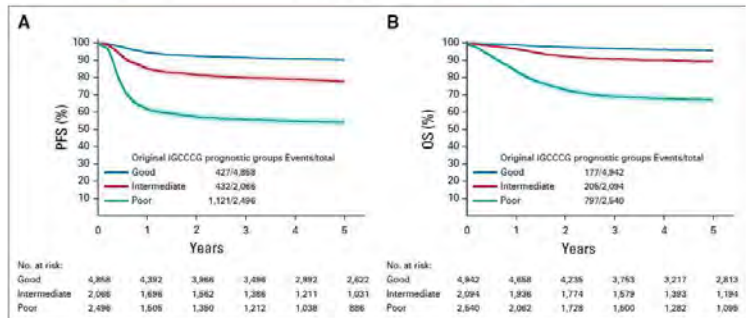 A
PFS (%)
100
90
80
70
60
50
40
30
20
10
Original IGCCCG prognostic groups Events/total
Good 427/4,858
Intermediate 432/2,066
Poor 1,121/2,496
0 1 2 3 4 5
Years
No. at risk:
Good 4,858 4,392 3,966 3,496 2,992 2,622
Intermediate 2,066 1,696 1,562 1,386 1,211 1,031
Poor 2,496 1,505 1,350 1,212 1,038 886
B
OS (%)
100
90
80
70
60
50
40
30
20
10
Original IGCCCG prognostic groups Events/total
Good 177/4,942
Intermediate 205/2,094
Poor 797/2,540
0 1 2 3 4 5
Years
No. at risk:
Good 4,942 4,658 4,235 3,753 3,217 2,813
Intermediate 2,094 1,936 1,774 1,579 1,393 1,194
Poor 2,540 2,062 1,728 1,500 1,282 1,095